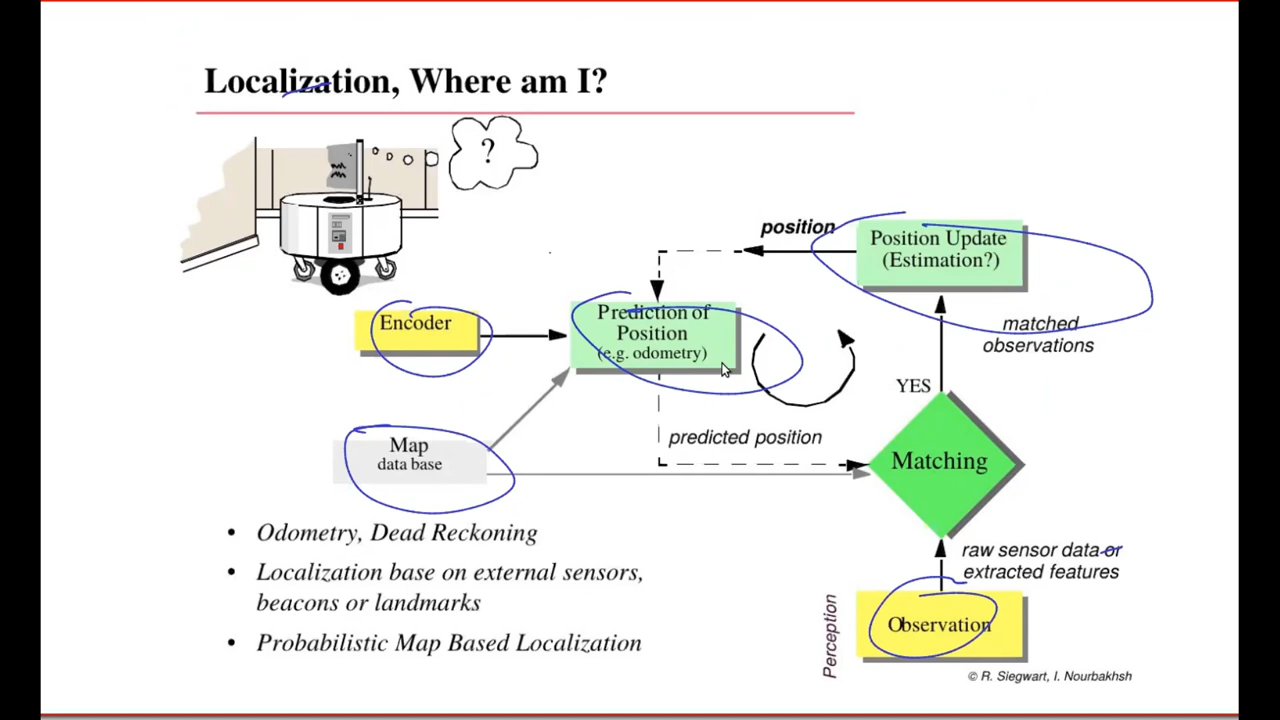 Localization, Where am I?
?
position
Position Update
(Estimation?)
Encoder
Prediction of
Position
(e.g. odometry)
matched
observations
YES
Map
data base
predicted position
Matching
• Odometry, Dead Reckoning
• Localization base on external sensors,
beacons or landmarks
• Probabilistic Map Based Localization
raw sensor data or
extracted features
Perception
Observation
© R. Siegwart, I. Nourbakhsh